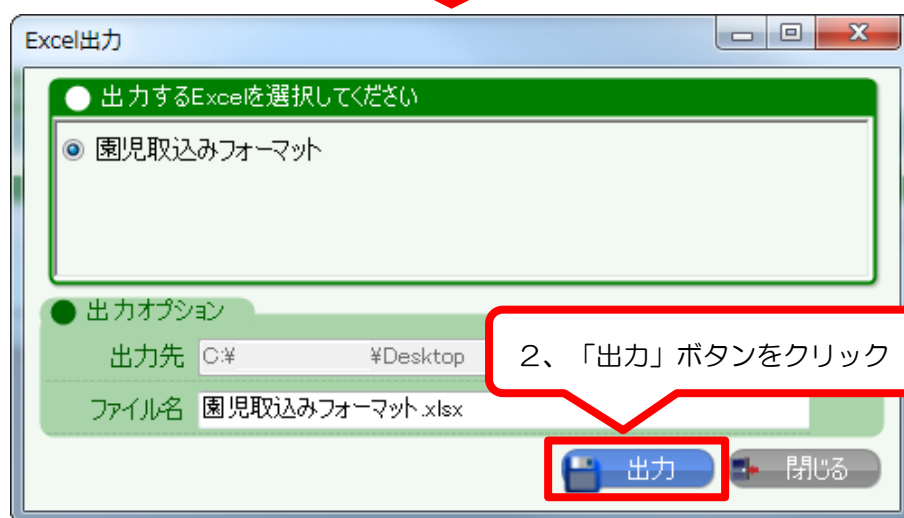 Excel出力
出力するExcelを選択してください
園児取込みフォーマット
出力オプション
出力先 C:¥ ¥Desktop
2、「出力」ボタンをクリック
ファイル名 園児取込みフォーマット.xlsx
出力 閉じる